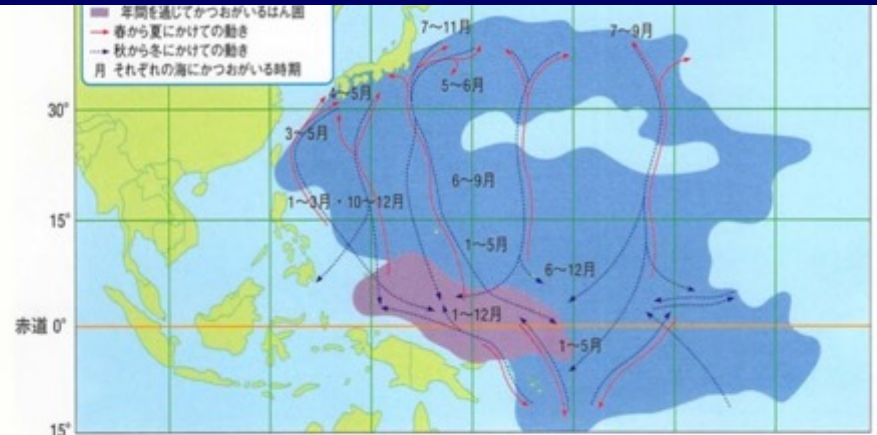 年間を通じてかつおがいるはん囲
春から夏にかけての動き
秋から冬にかけての動き
月 それぞれの海にかつおがいる時期
7〜11月
7〜9月
5〜6月
4〜5月
30°
3〜5月
6〜9月
1〜3月・10〜12月
15°
1〜5月
6〜12月
1〜12月
赤道 0°
1〜5月
15°